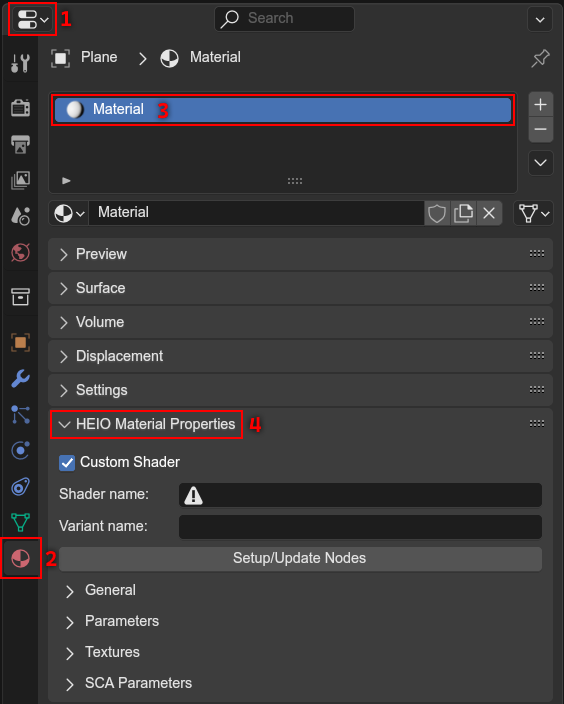 1
Search
Plane
Material
Material 3
Material
Preview
Surface
Volume
Displacement
Settings
HEIO Material Properties 4
Custom Shader
Shader name:
Variant name:
2
Setup/Update Nodes
General
Parameters
Textures
SCA Parameters